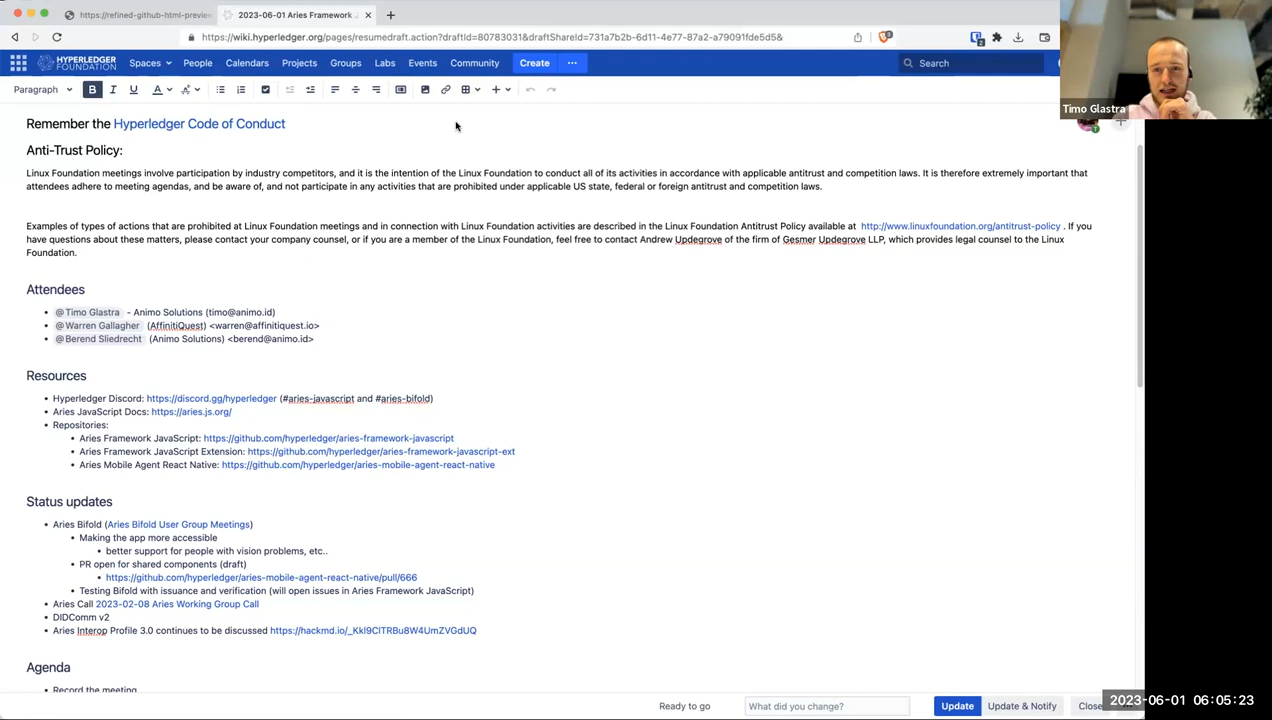 https://refined-github-html-preview
2023-06-01 Aries Framework J
https://wiki.hyperledger.org/pages/resumedraft.action?draftId=80783031&draftShareId=731a7b2b-6d11-4e77-87a2-a79091fde5d5&
HYPERLEDGER FOUNDATION Spaces People Calendars Projects Groups Labs Events Community Create Search
Paragraph B I U A
Timo Glastra
Remember the Hyperledger Code of Conduct
Anti-Trust Policy:
Linux Foundation meetings involve participation by industry competitors, and it is the intention of the Linux Foundation to conduct all of its activities in accordance with applicable antitrust and competition laws. It is therefore extremely important that
attendees adhere to meeting agendas, and be aware of, and not participate in any activities that are prohibited under applicable US state, federal or foreign antitrust and competition laws.
Examples of types of actions that are prohibited at Linux Foundation meetings and in connection with Linux Foundation activities are described in the Linux Foundation Antitrust Policy available at http://www.linuxfoundation.org/antitrust-policy . If you
have questions about these matters, please contact your company counsel, or if you are a member of the Linux Foundation, feel free to contact Andrew Updegrove of the firm of Gesmer Updegrove LLP, which provides legal counsel to the Linux
Foundation.
Attendees
@Timo Glastra - Animo Solutions (timo@animo.id)
@Warren Gallagher (AffinitiQuest) <warren@affinitiquest.io>
@Berend Sliedrecht (Animo Solutions) <berend@animo.id>
Resources
Hyperledger Discord: https://discord.gg/hyperledger (#aries-javascript and #aries-bifold)
Aries JavaScript Docs: https://aries.js.org/
Repositories:
Aries Framework JavaScript: https://github.com/hyperledger/aries-framework-javascript
Aries Framework JavaScript Extension: https://github.com/hyperledger/aries-framework-javascript-ext
Aries Mobile Agent React Native: https://github.com/hyperledger/aries-mobile-agent-react-native
Status updates
Aries Bifold (Aries Bifold User Group Meetings)
Making the app more accessible
better support for people with vision problems, etc..
PR open for shared components (draft)
https://github.com/hyperledger/aries-mobile-agent-react-native/pull/666
Testing Bifold with issuance and verification (will open issues in Aries Framework JavaScript)
Aries Call 2023-02-08 Aries Working Group Call
DIDComm v2
Aries Interop Profile 3.0 continues to be discussed https://hackmd.io/_Kkl9ClTRBu8W4UmZVGdUQ
Agenda
Record the meeting
Ready to go What did you change? Update Update & Notify Close
2023-06-01 06:05:23